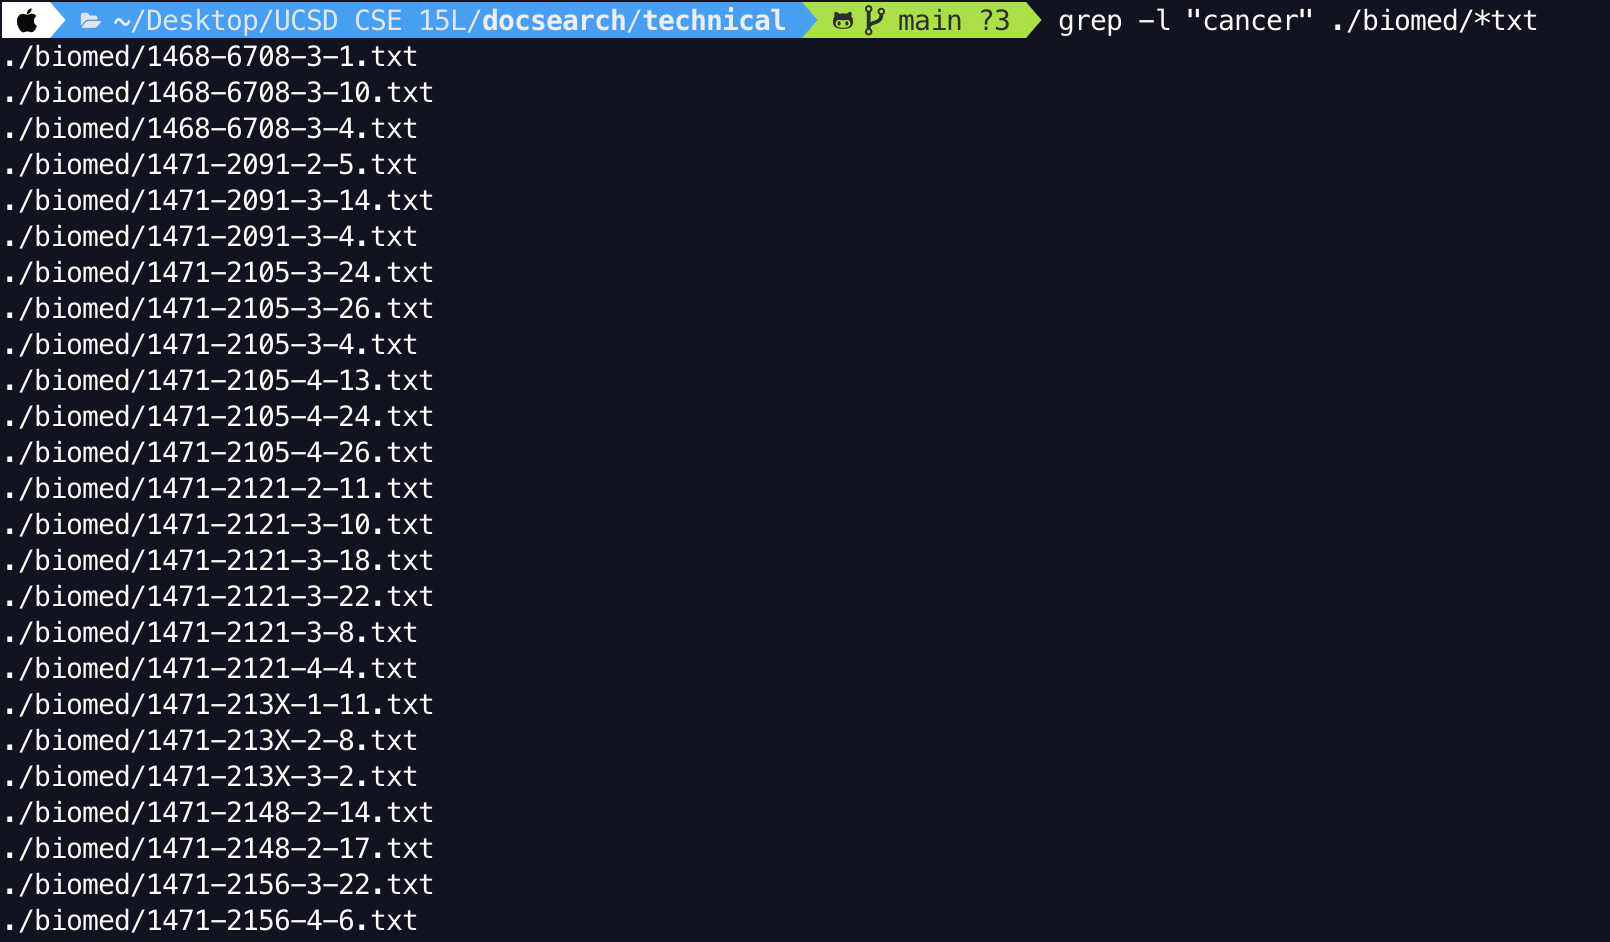 ~/Desktop/UCSD CSE 15L/docsearch/technical main ?3 grep -l "cancer" ./biomed/*txt
./biomed/1468-6708-3-1.txt
./biomed/1468-6708-3-10.txt
./biomed/1468-6708-3-4.txt
./biomed/1471-2091-2-5.txt
./biomed/1471-2091-3-14.txt
./biomed/1471-2091-3-4.txt
./biomed/1471-2105-3-24.txt
./biomed/1471-2105-3-26.txt
./biomed/1471-2105-3-4.txt
./biomed/1471-2105-4-13.txt
./biomed/1471-2105-4-24.txt
./biomed/1471-2105-4-26.txt
./biomed/1471-2121-2-11.txt
./biomed/1471-2121-3-10.txt
./biomed/1471-2121-3-18.txt
./biomed/1471-2121-3-22.txt
./biomed/1471-2121-3-8.txt
./biomed/1471-2121-4-4.txt
./biomed/1471-213X-1-11.txt
./biomed/1471-213X-2-8.txt
./biomed/1471-213X-3-2.txt
./biomed/1471-2148-2-14.txt
./biomed/1471-2148-2-17.txt
./biomed/1471-2156-3-22.txt
./biomed/1471-2156-4-6.txt